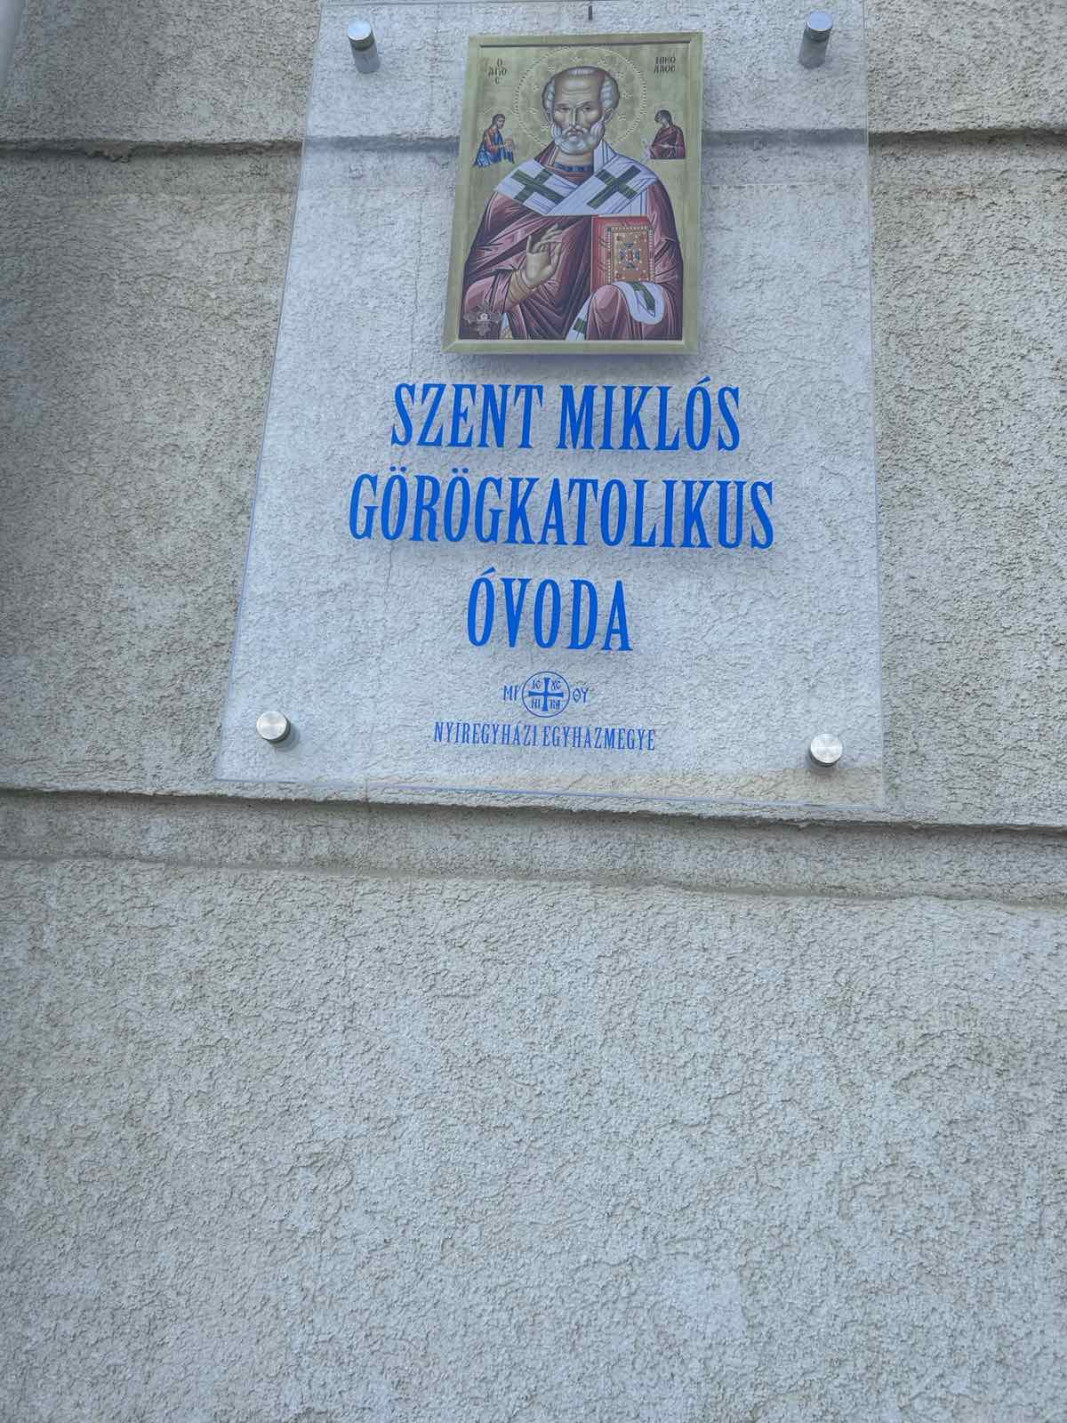 SZENT MIKLÓS
GÖRÖGKATOLIKUS
ÓVODA
NYÍREGYHÁZI EGYHÁZMEGYE